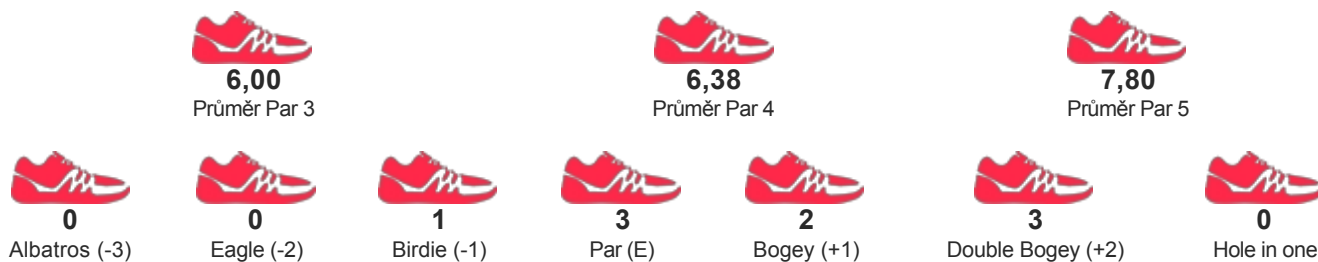 6,00 6,38 7,80
Průměr Par 3 Průměr Par 4 Průměr Par 5
0 0 1 3 2 3 0
Albatros (-3) Eagle (-2) Birdie (-1) Par (E) Bogey (+1) Double Bogey (+2) Hole in one